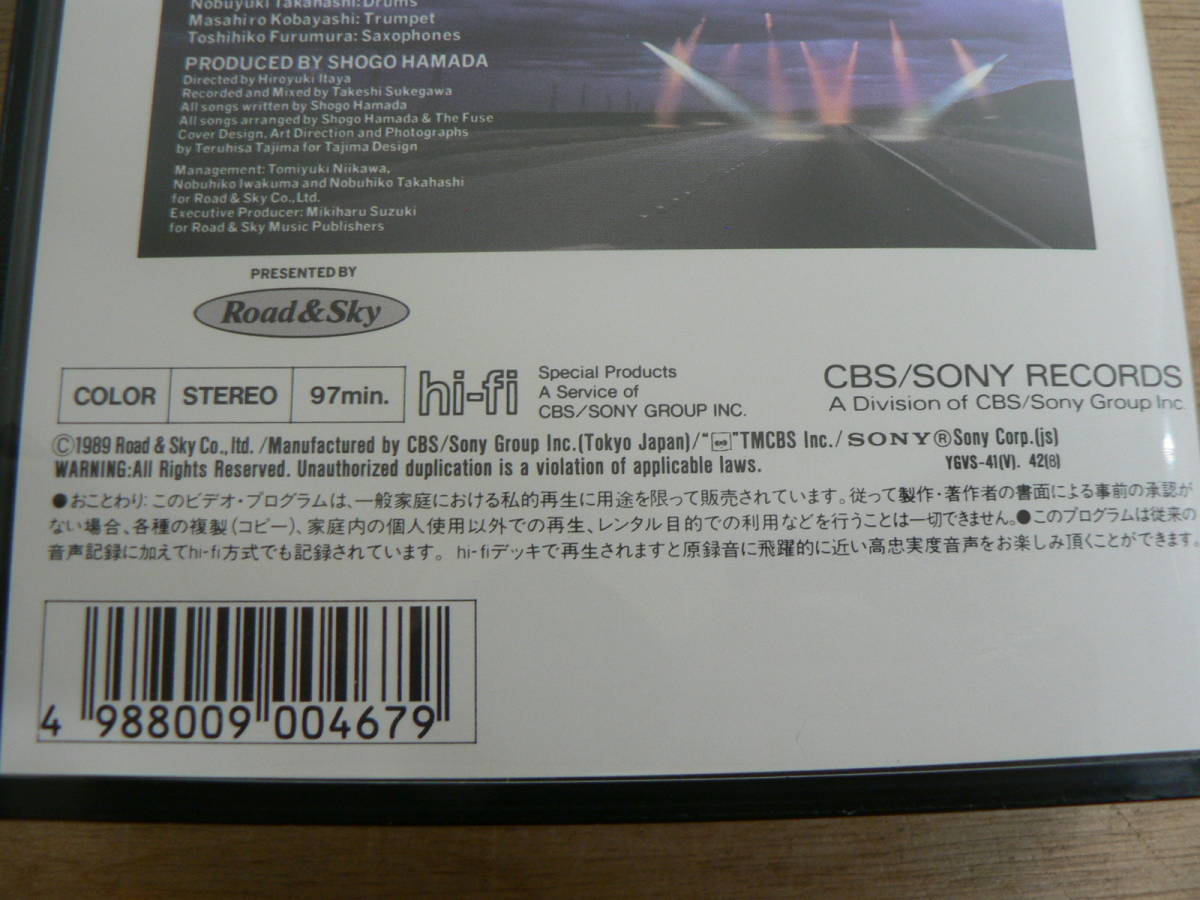 Nobuyuki Takahashi: Drums
Masahiro Kobayashi: Trumpet
Toshihiko Furumura: Saxophones
PRODUCED BY SHOGO HAMADA
Directed by Hiroyuki Itaya
Recorded and Mixed by Takeshi Sukegawa
All songs written by Shogo Hamada
All songs arranged by Shogo Hamada & The Fuse
Cover Design, Art Direction and Photographs
by Teruhisa Tajima for Tajima Design
Management: Tomiyuki Niikawa,
Nobuhiko Iwakuma and Nobuhiko Takahashi
for Road & Sky Co., Ltd.
Executive Producer: Mikiharu Suzuki
for Road & Sky Music Publishers
PRESENTED BY
Road&Sky
COLOR STEREO 97min.
hi-fi
Special Products
A Service of
CBS/SONY GROUP INC.
CBS/SONY RECORDS
A Division of CBS/Sony Group Inc.
©1989 Road & Sky Co., ltd. /Manufactured by CBS/Sony Group Inc.(Tokyo Japan)/“ ”TMCBS Inc./SONY®Sony Corp.(js)
WARNING:All Rights Reserved. Unauthorized duplication is a violation of applicable laws.
YGVS-41(V). 42(B)
●おことわり:このビデオ・プログラムは、一般家庭における私的再生に用途を限って販売されています。従って製作・著作者の書面による事前の承認が
ない場合、各種の複製(コピー)、家庭内の個人使用以外での再生、レンタル目的での利用などを行うことは一切できません。●このプログラムは従来の
音声記録に加えてhi-fi方式でも記録されています。hi-fiデッキで再生されますと原録音に飛躍的に近い高忠実度音声をお楽しみ頂くことができます。
4 988009 004679